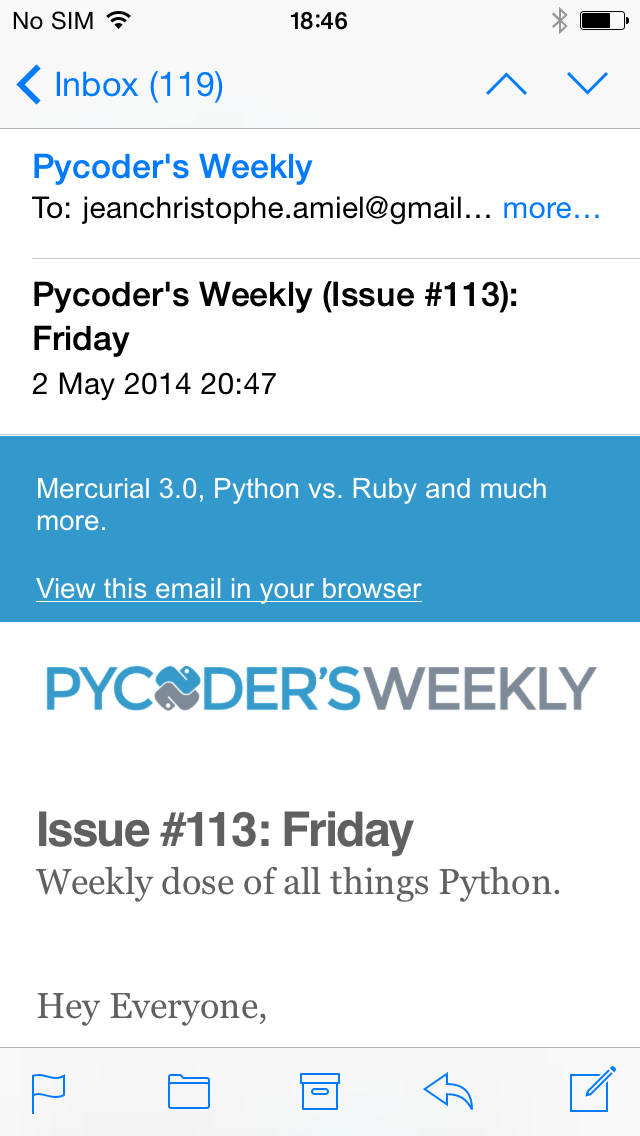 No SIM 18:46
Inbox (119)
Pycoder's Weekly
To: jeanchristophe.amiel@gmail... more...
Pycoder's Weekly (Issue #113):
Friday
2 May 2014 20:47
Mercurial 3.0, Python vs. Ruby and much
more.
View this email in your browser
PYCODER'SWEEKLY
Issue #113: Friday
Weekly dose of all things Python.
Hey Everyone,